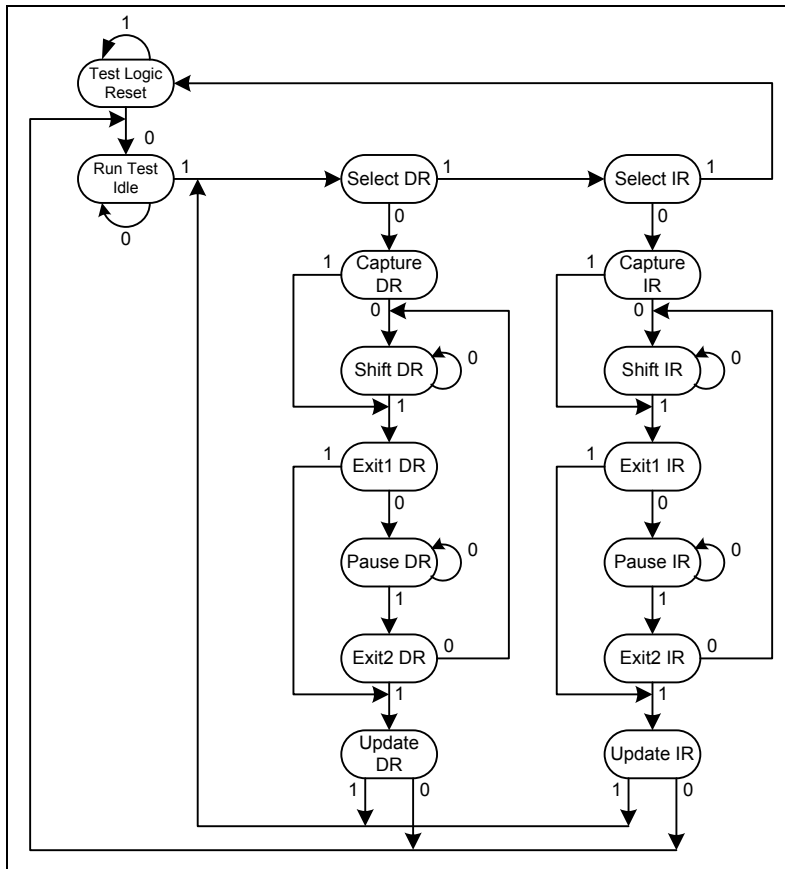 1
Test Logic
Reset
0
Run Test
Idle
1
0
Select DR
1
0
Select IR
1
0
Capture
DR
1
0
Capture
IR
1
0
Shift DR
0
1
Shift IR
0
1
Exit1 DR
1
0
Exit1 IR
1
0
Pause DR
0
1
Pause IR
0
1
Exit2 DR
0
1
Exit2 IR
0
1
Update
DR
1
0
Update IR
1
0